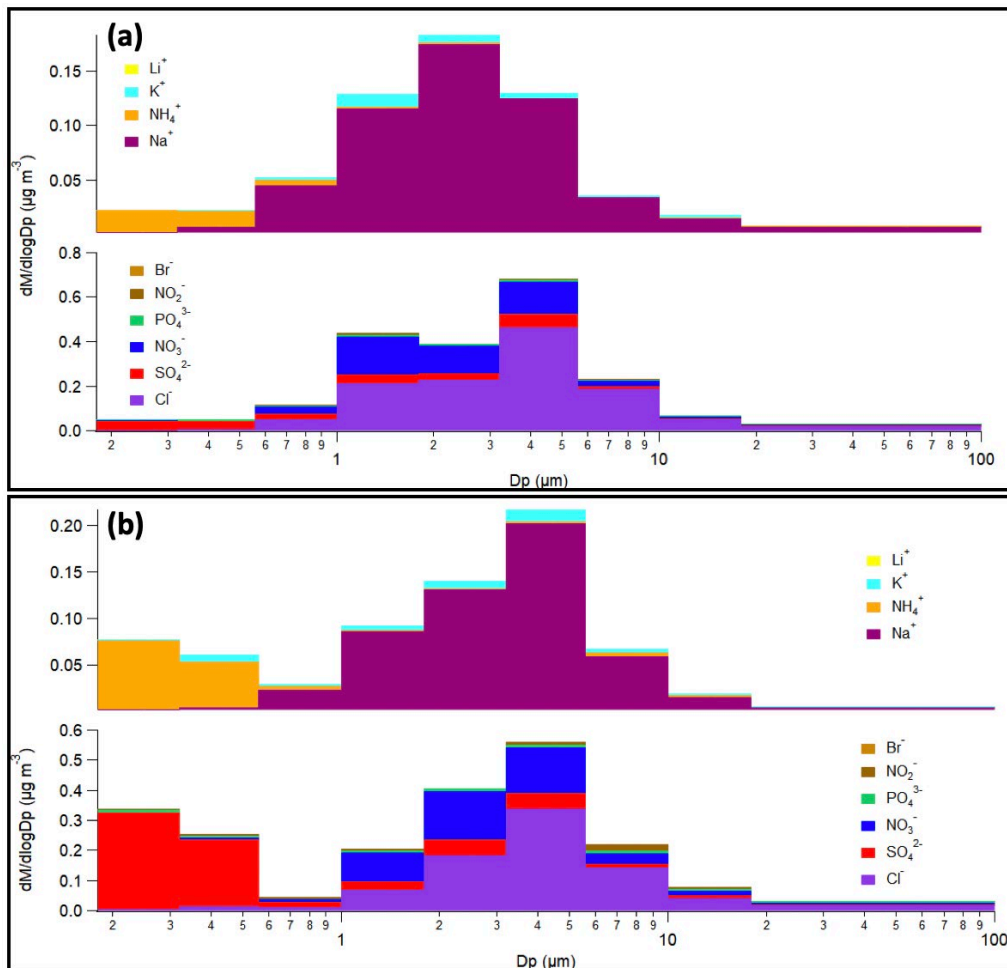 (a)
Li⁺
K⁺
NH₄⁺
Na⁺
0.15
0.10
0.05
dM/dlogDp (µg m⁻³)
0.8
0.6
0.4
0.2
0.0
Br⁻
NO₂⁻
PO₄³⁻
NO₃⁻
SO₄²⁻
Cl⁻
2 3 4 5 6 7 8 9 1 2 3 4 5 6 7 8 9 10 2 3 4 5 6 7 8 9 100
Dp (µm)
(b)
0.20
0.15
0.10
0.05
Li⁺
K⁺
NH₄⁺
Na⁺
dM/dlogDp (µg m⁻³)
0.6
0.5
0.4
0.3
0.2
0.1
0.0
Br⁻
NO₂⁻
PO₄³⁻
NO₃⁻
SO₄²⁻
Cl⁻
2 3 4 5 6 7 8 9 1 2 3 4 5 6 7 8 9 10 2 3 4 5 6 7 8 9 100
Dp (µm)